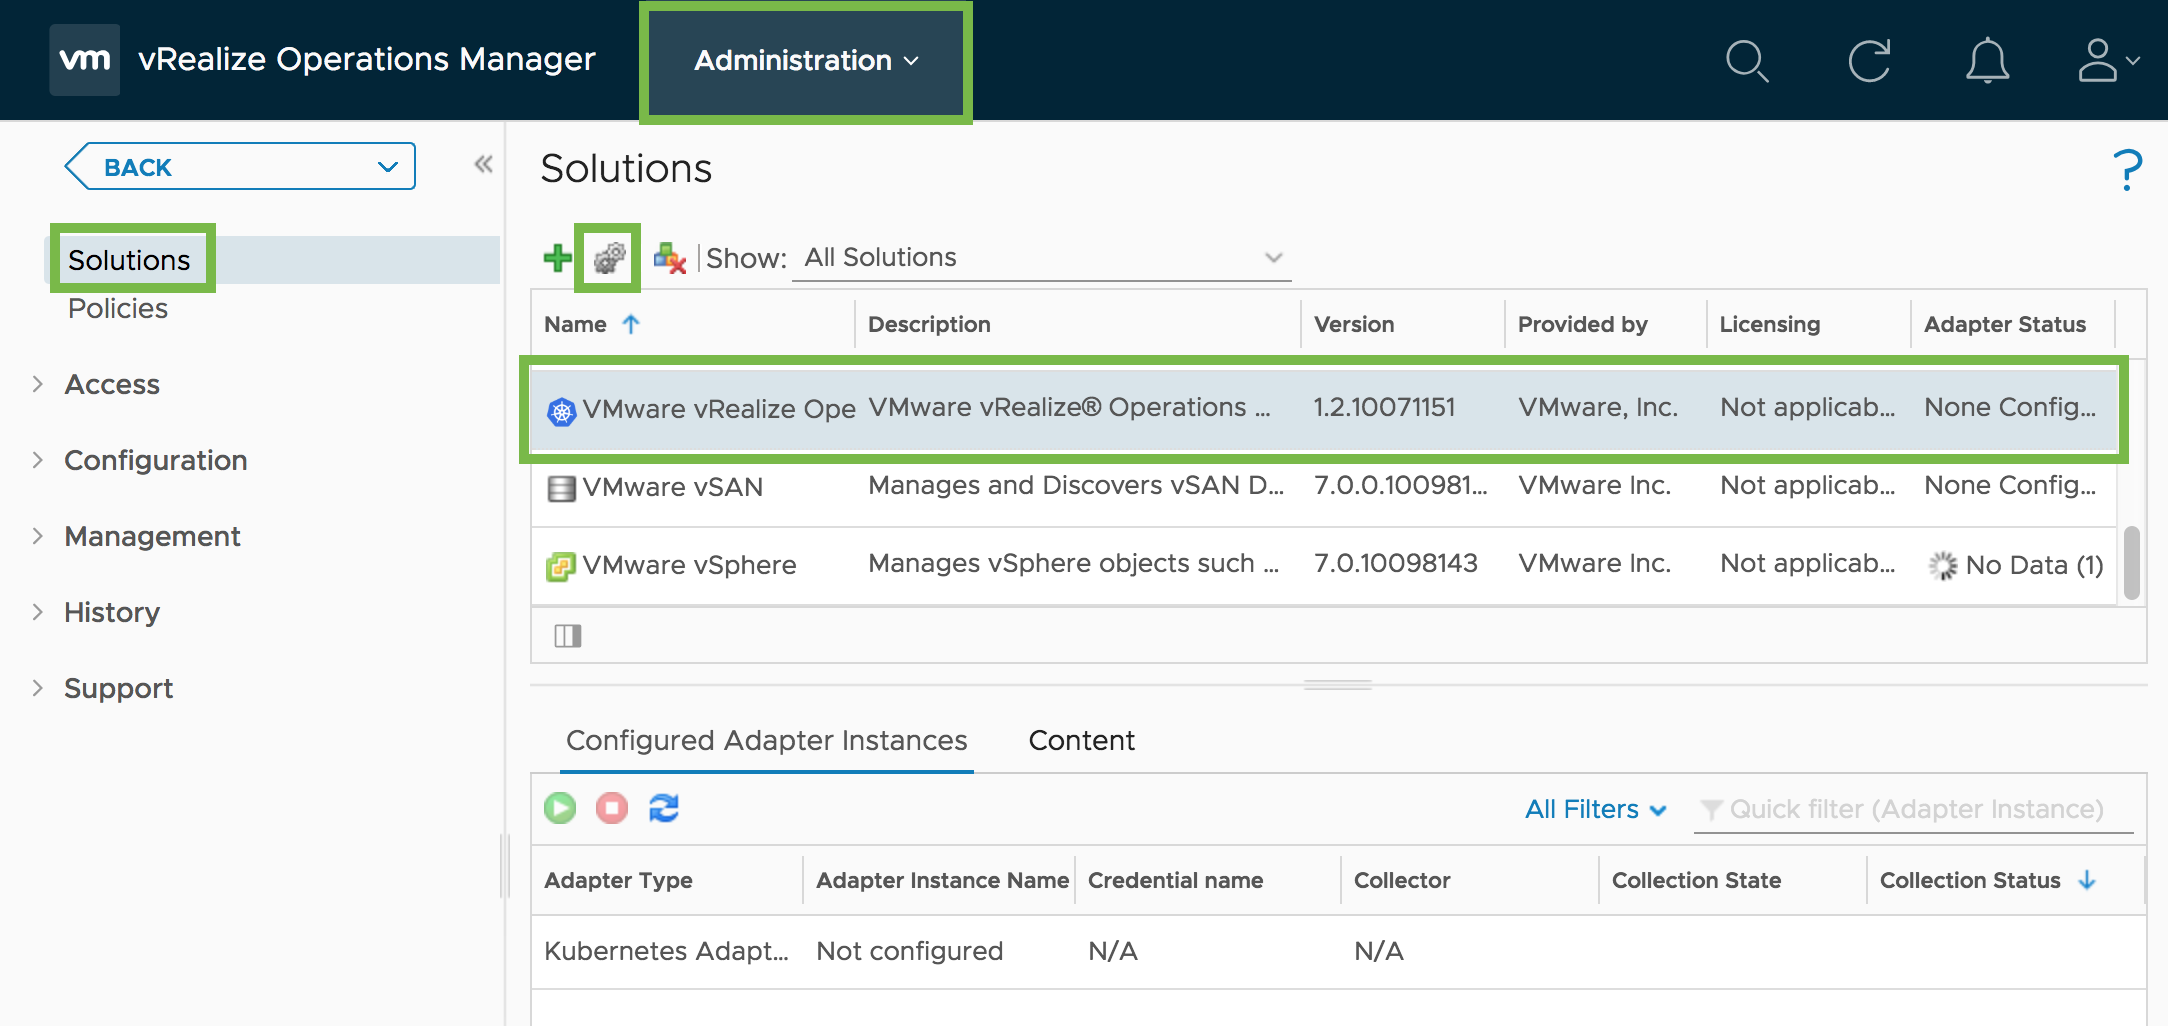 vm vRealize Operations Manager Administration
BACK
Solutions
Policies
Access
Configuration
Management
History
Support
Solutions
?
Show: All Solutions
Name Description Version Provided by Licensing Adapter Status
VMware vRealize Ope VMware vRealize® Operations ... 1.2.10071151 VMware, Inc. Not applicab... None Config...
VMware vSAN Manages and Discovers vSAN D... 7.0.0.100981... VMware Inc. Not applicab... None Config...
VMware vSphere Manages vSphere objects such ... 7.0.10098143 VMware Inc. Not applicab... No Data (1)
Configured Adapter Instances Content
All Filters Quick filter (Adapter Instance)
Adapter Type Adapter Instance Name Credential name Collector Collection State Collection Status
Kubernetes Adapt... Not configured N/A N/A